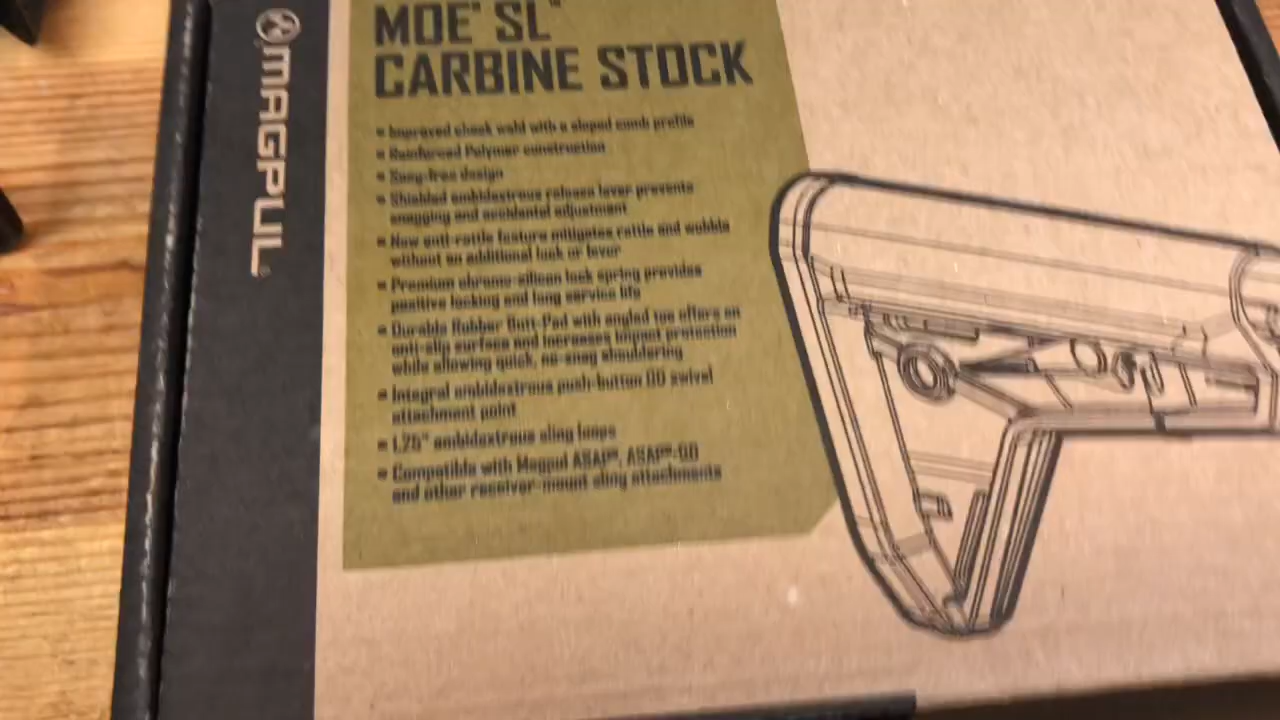 MAGPUL
MOE® SL™
CARBINE STOCK
Improved cheek weld with a sloped comb profile
Reinforced Polymer construction
Snag-free design
Shielded ambidextrous release lever prevents
snagging and accidental adjustment
New anti-rattle feature mitigates rattle and wobble
without an additional lock or lever
Premium chrome-silicon lock spring provides
positive locking and long service life
Durable Rubber Butt-Pad with angled toe offers an
anti-slip surface and increases impact protection
while allowing quick, no-snag shouldering
Integral ambidextrous push-button QD swivel
attachment point
1.25" ambidextrous sling loops
Compatible with Magpul ASAP®, ASAP®-QD
and other receiver-mount sling attachments